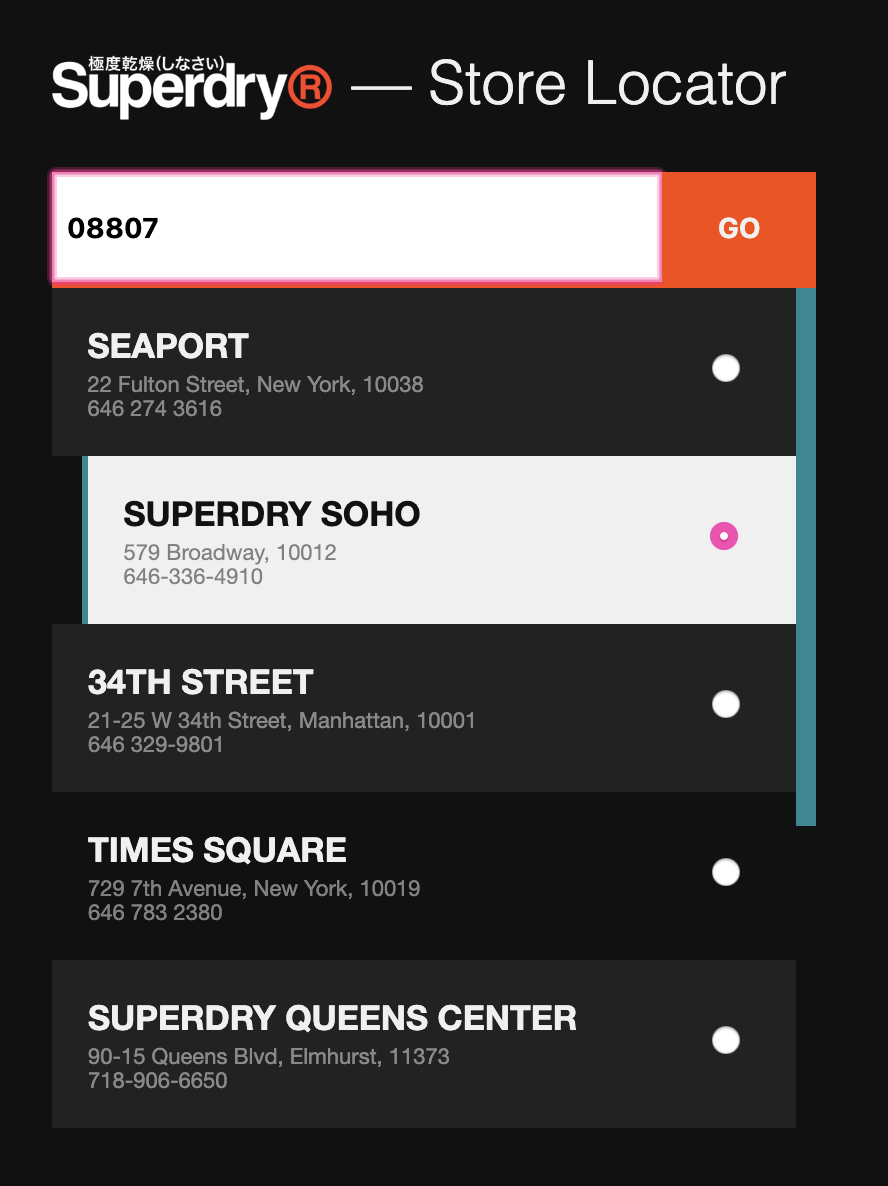 極度乾燥(しなさい)
Superdry® — Store Locator
08807
GO
SEAPORT
22 Fulton Street, New York, 10038
646 274 3616
SUPERDRY SOHO
579 Broadway, 10012
646-336-4910
34TH STREET
21-25 W 34th Street, Manhattan, 10001
646 329-9801
TIMES SQUARE
729 7th Avenue, New York, 10019
646 783 2380
SUPERDRY QUEENS CENTER
90-15 Queens Blvd, Elmhurst, 11373
718-906-6650